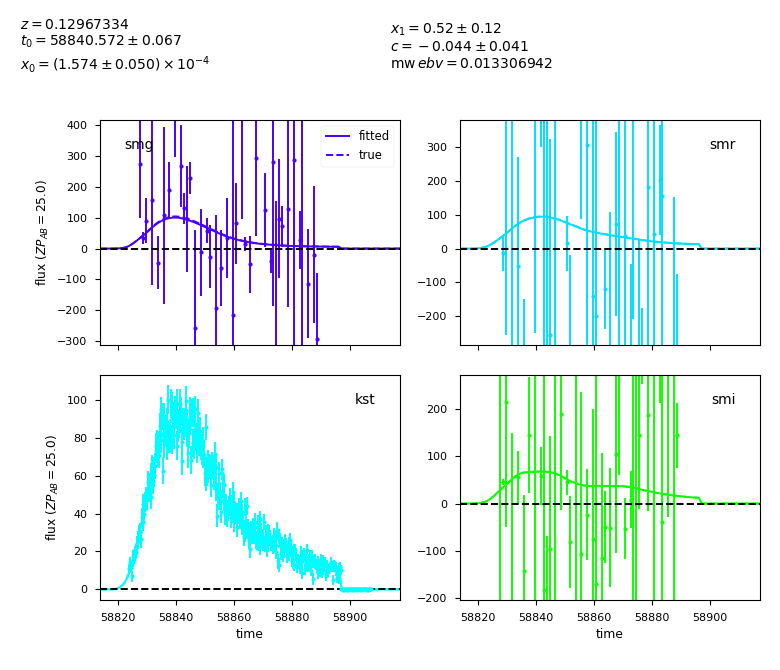 z = 0.12967334
t₀ = 58840.572 ± 0.067
x₀ = (1.574 ± 0.050) × 10⁻⁴
x₁ = 0.52 ± 0.12
c = −0.044 ± 0.041
mw ebv = 0.013306942
400
300
200
100
0
−100
−200
−300
flux (ZP_AB = 25.0)
smg
fitted
true
300
200
100
0
−100
−200
smr
100
80
60
40
20
0
flux (ZP_AB = 25.0)
kst
58820 58840 58860 58880 58900
time
200
100
0
−100
−200
smi
58820 58840 58860 58880 58900
time